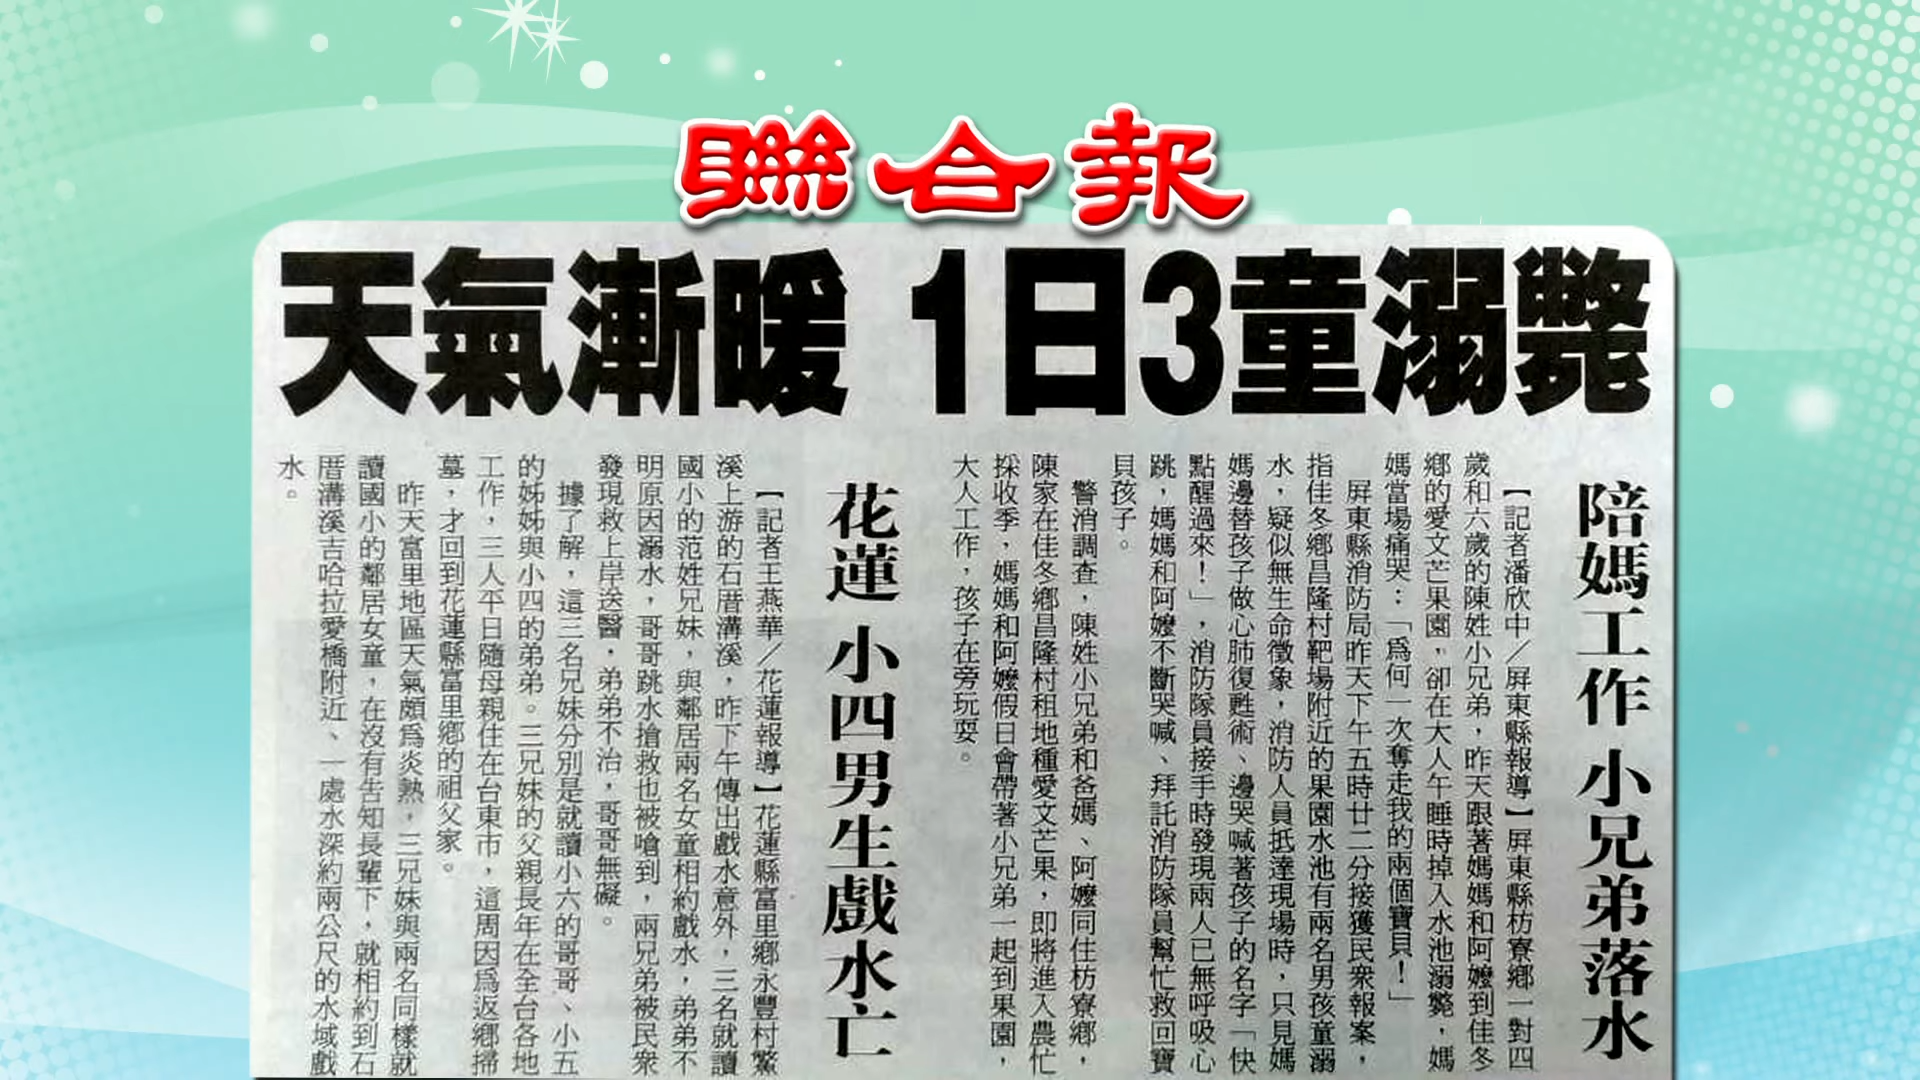 聯合報
天氣漸暖 1日3童溺斃
陪媽工作 小兄弟落水
【記者潘欣中／屏東縣報導】屏東縣枋寮鄉一對四
歲和六歲的陳姓小兄弟，昨天跟著媽媽和阿嬤到佳冬
鄉的愛文芒果園，卻在大人午睡時掉入水池溺斃，媽
媽當場痛哭：「為何一次奪走我的兩個寶貝！」
屏東縣消防局昨天下午五時廿二分接獲民眾報案，
指佳冬鄉昌隆村靶場附近的果園水池有兩名男孩童溺
水，疑似無生命徵象，消防人員抵達現場時，只見媽
媽邊替孩子做心肺復甦術、邊哭喊著孩子的名字「快
點醒過來！」，消防隊員接手時發現兩人已無呼吸心
跳，媽媽和阿嬤不斷哭喊、拜託消防隊員幫忙救回寶
貝孩子。
警消調查，陳姓小兄弟和爸媽、阿嬤同住枋寮鄉，
陳家在佳冬鄉昌隆村租地種愛文芒果，即將進入農忙
採收季，媽媽和阿嬤假日會帶著小兄弟一起到果園，
大人工作，孩子在旁玩耍。
花蓮 小四男生戲水亡
【記者王燕華／花蓮報導】花蓮縣富里鄉永豐村鱉
溪上游的石厝溝溪，昨下午傳出戲水意外，三名就讀
國小的范姓兄妹，與鄰居兩名女童相約戲水，弟弟不
明原因溺水，哥哥跳水搶救也被嗆到，兩兄弟被民眾
發現救上岸送醫，弟弟不治，哥哥無礙。
據了解，這三名兄妹分別是就讀小六的哥哥、小五
的姊姊與小四的弟弟。三兄妹的父親長年在全台各地
工作，三人平日隨母親住在台東市，這周因為返鄉掃
墓，才回到花蓮縣富里鄉的祖父家。
昨天富里地區天氣頗為炎熱，三兄妹與兩名同樣就
讀國小的鄰居女童，在沒有告知長輩下，就相約到石
厝溝溪吉哈拉愛橋附近、一處水深約兩公尺的水域戲
水。